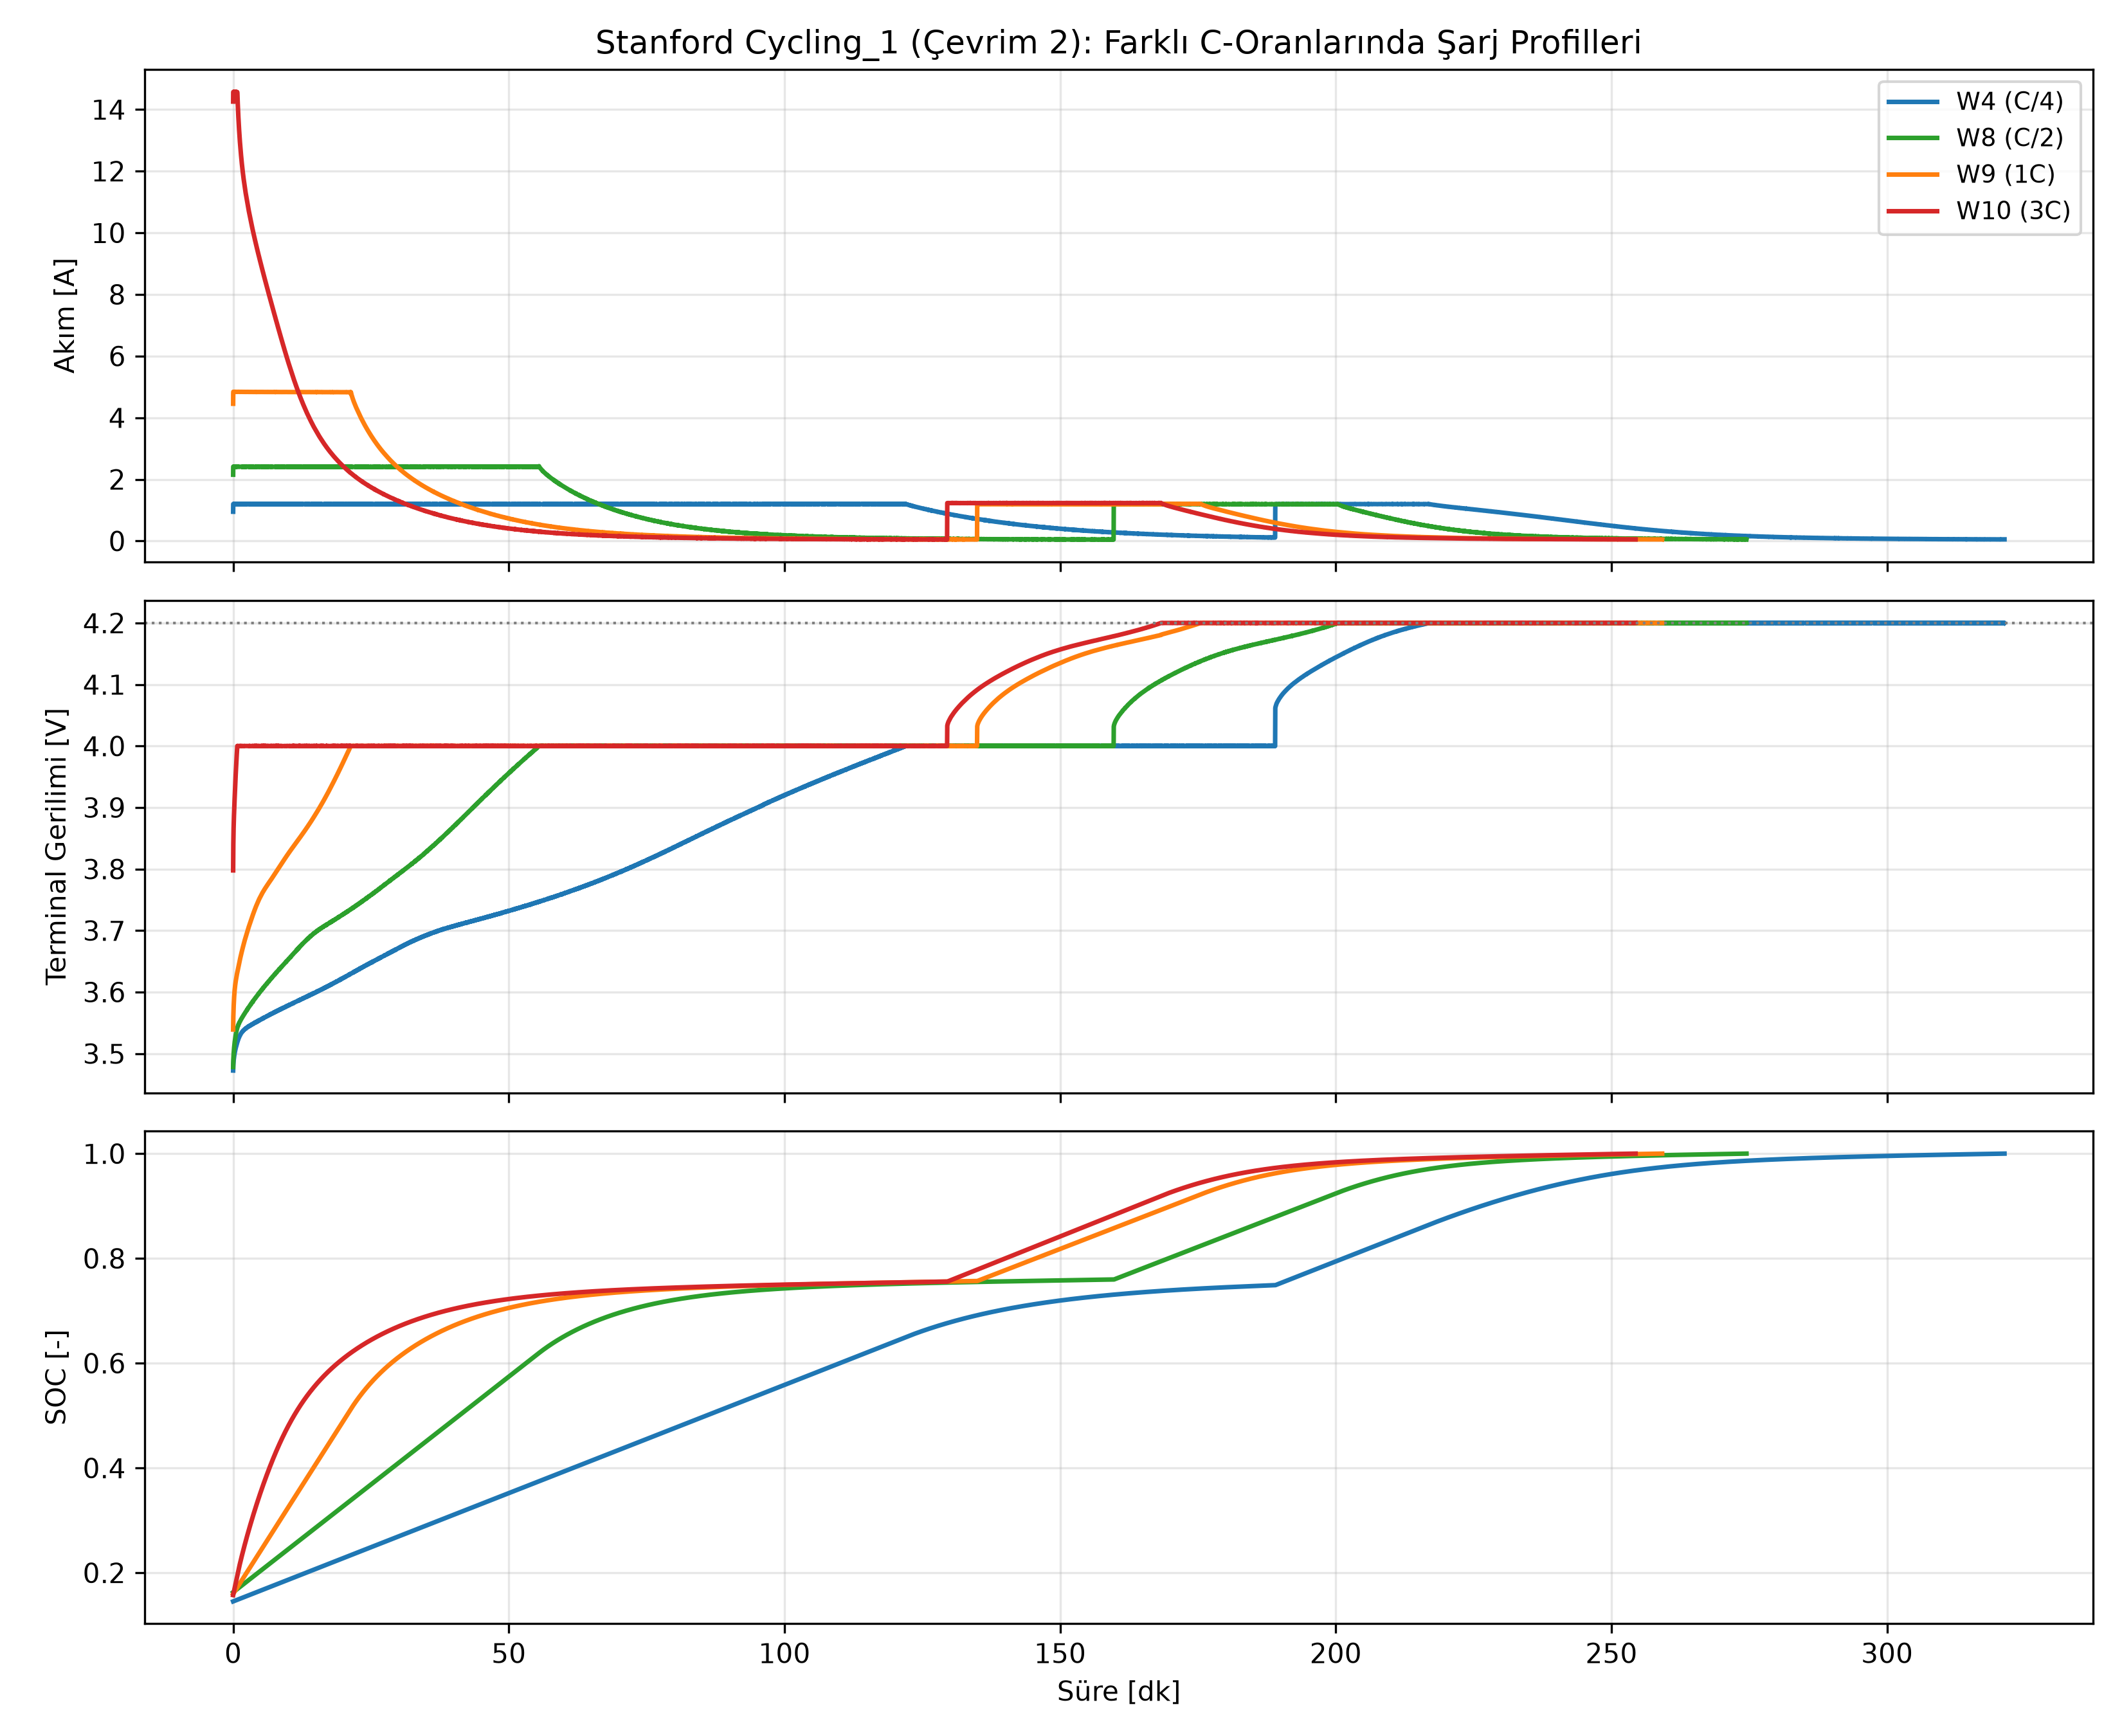 Stanford Cycling_1 (Çevrim 2): Farklı C-Oranlarında Şarj Profilleri
W4 (C/4)
W8 (C/2)
W9 (1C)
W10 (3C)
Akım [A]
14
12
10
8
6
4
2
0
Terminal Gerilimi [V]
4.2
4.1
4.0
3.9
3.8
3.7
3.6
3.5
SOC [-]
1.0
0.8
0.6
0.4
0.2
0 50 100 150 200 250 300
Süre [dk]